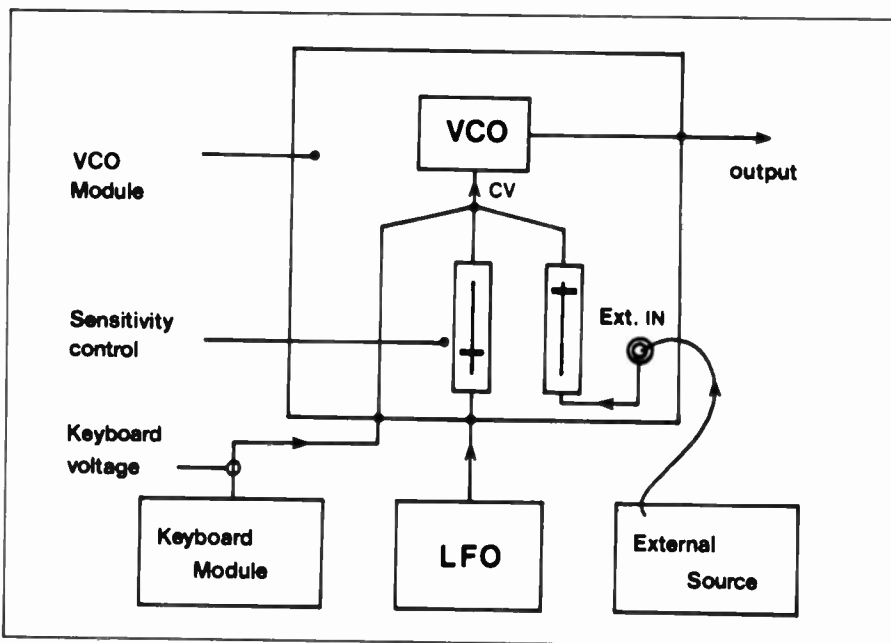 VCO
VCO
Module
output
CV
Sensitivity
control
Ext. IN
Keyboard
voltage
Keyboard
Module
LFO
External
Source